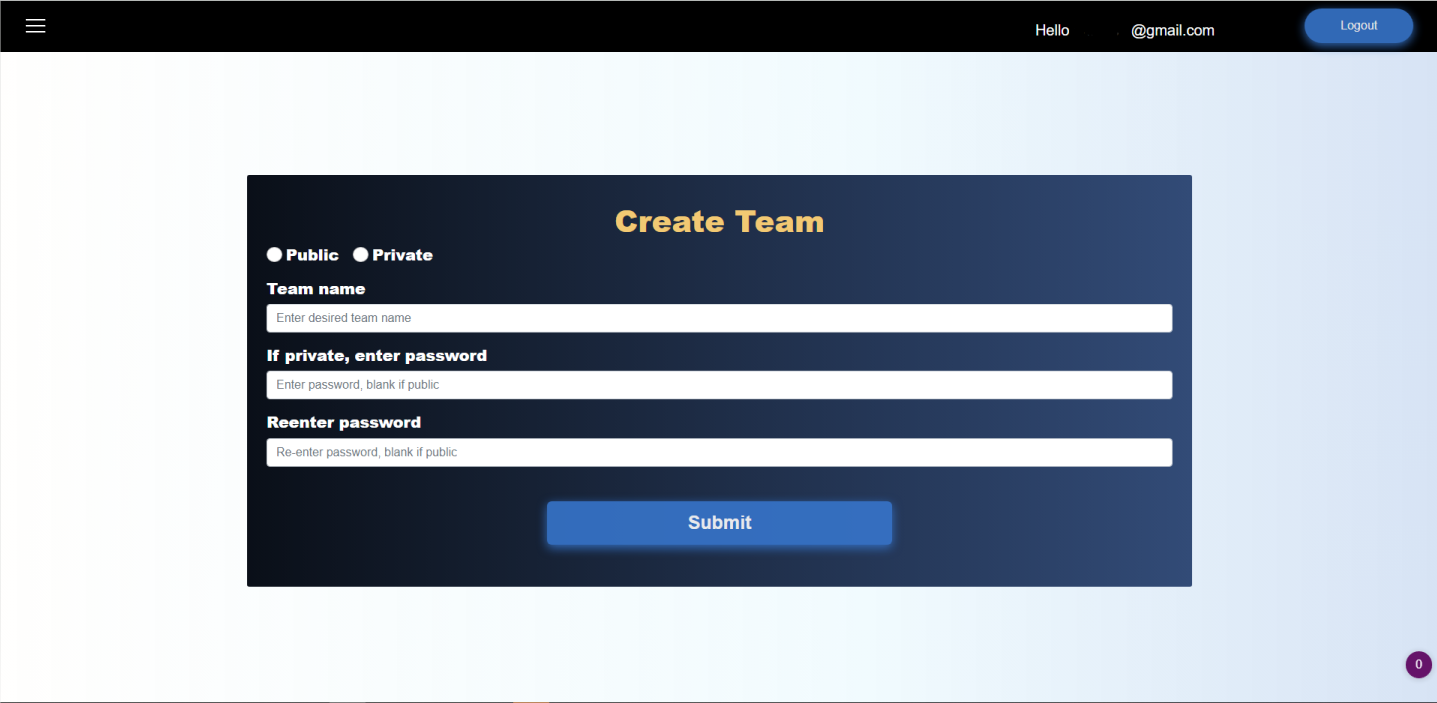 Hello @gmail.com
Logout
Create Team
Public Private
Team name
Enter desired team name
If private, enter password
Enter password, blank if public
Reenter password
Re-enter password, blank if public
Submit
0